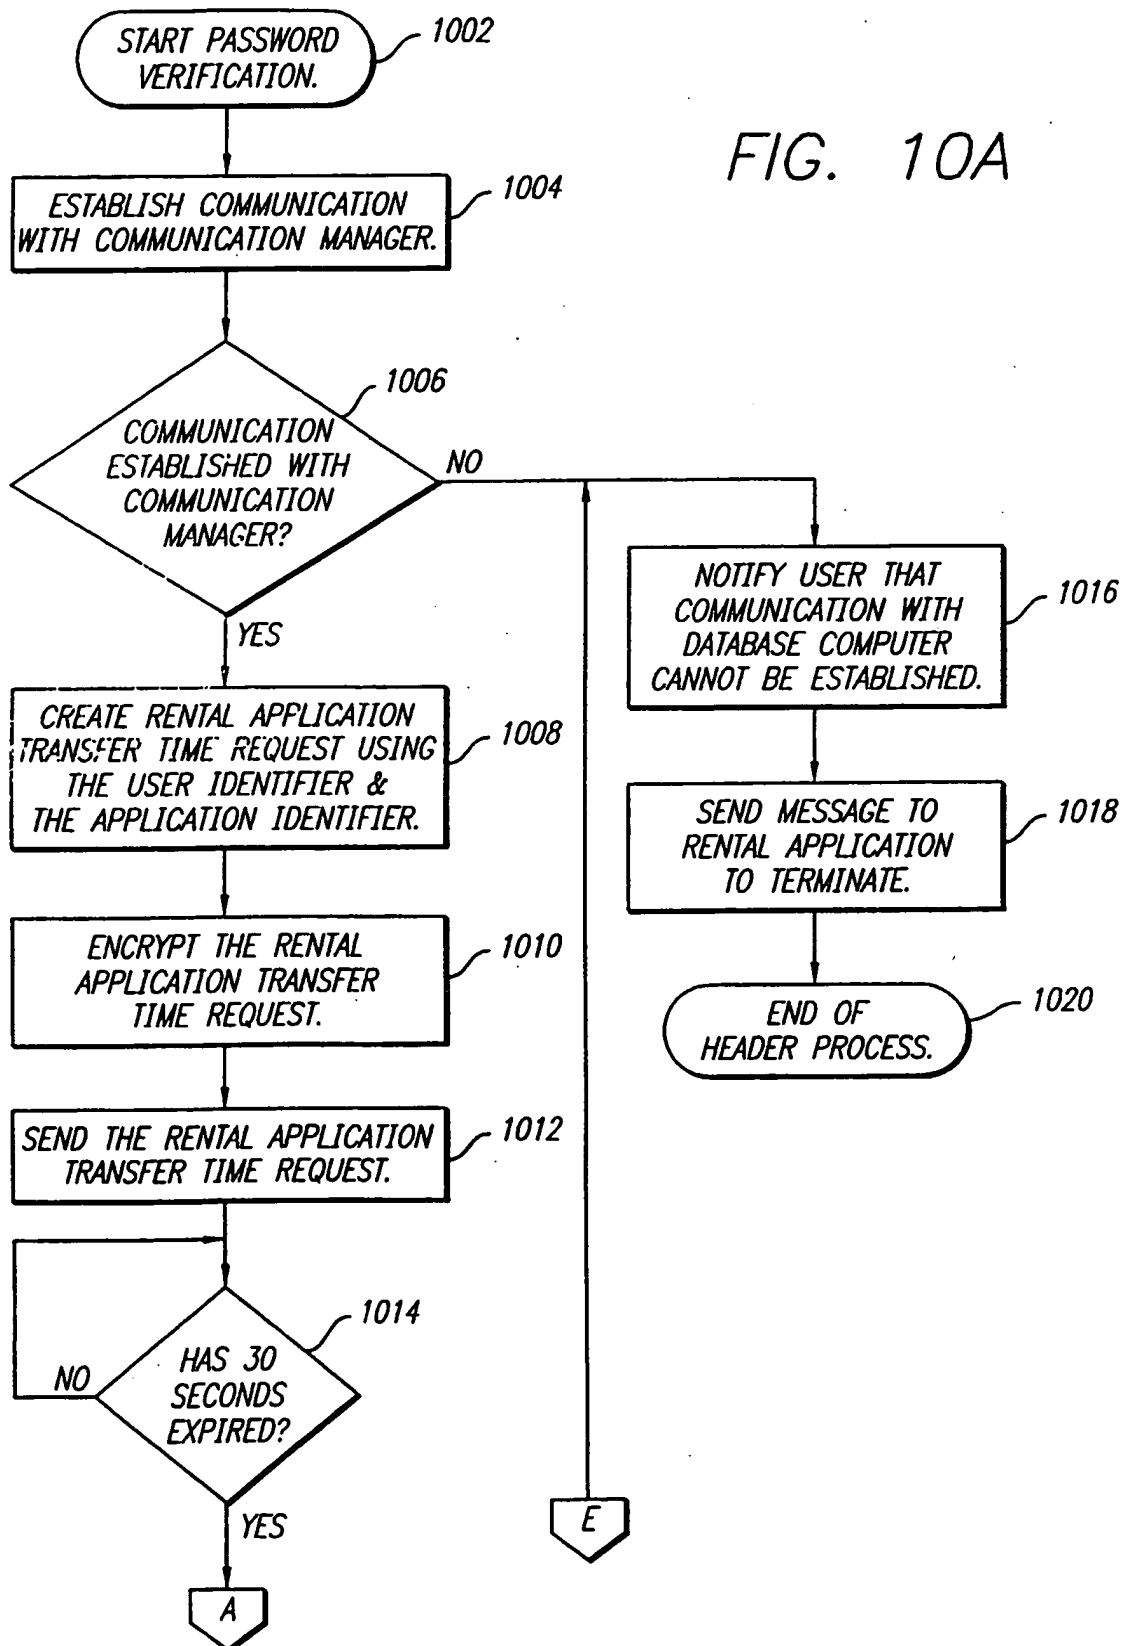 START PASSWORD
VERIFICATION.
1002
FIG. 10A
ESTABLISH COMMUNICATION
WITH COMMUNICATION MANAGER.
1004
COMMUNICATION
ESTABLISHED WITH
COMMUNICATION
MANAGER?
1006
NO
YES
NOTIFY USER THAT
COMMUNICATION WITH
DATABASE COMPUTER
CANNOT BE ESTABLISHED.
1016
CREATE RENTAL APPLICATION
TRANSFER TIME REQUEST USING
THE USER IDENTIFIER &
THE APPLICATION IDENTIFIER.
1008
SEND MESSAGE TO
RENTAL APPLICATION
TO TERMINATE.
1018
ENCRYPT THE RENTAL
APPLICATION TRANSFER
TIME REQUEST.
1010
END OF
HEADER PROCESS.
1020
SEND THE RENTAL APPLICATION
TRANSFER TIME REQUEST.
1012
HAS 30
SECONDS
EXPIRED?
1014
NO
YES
E
A